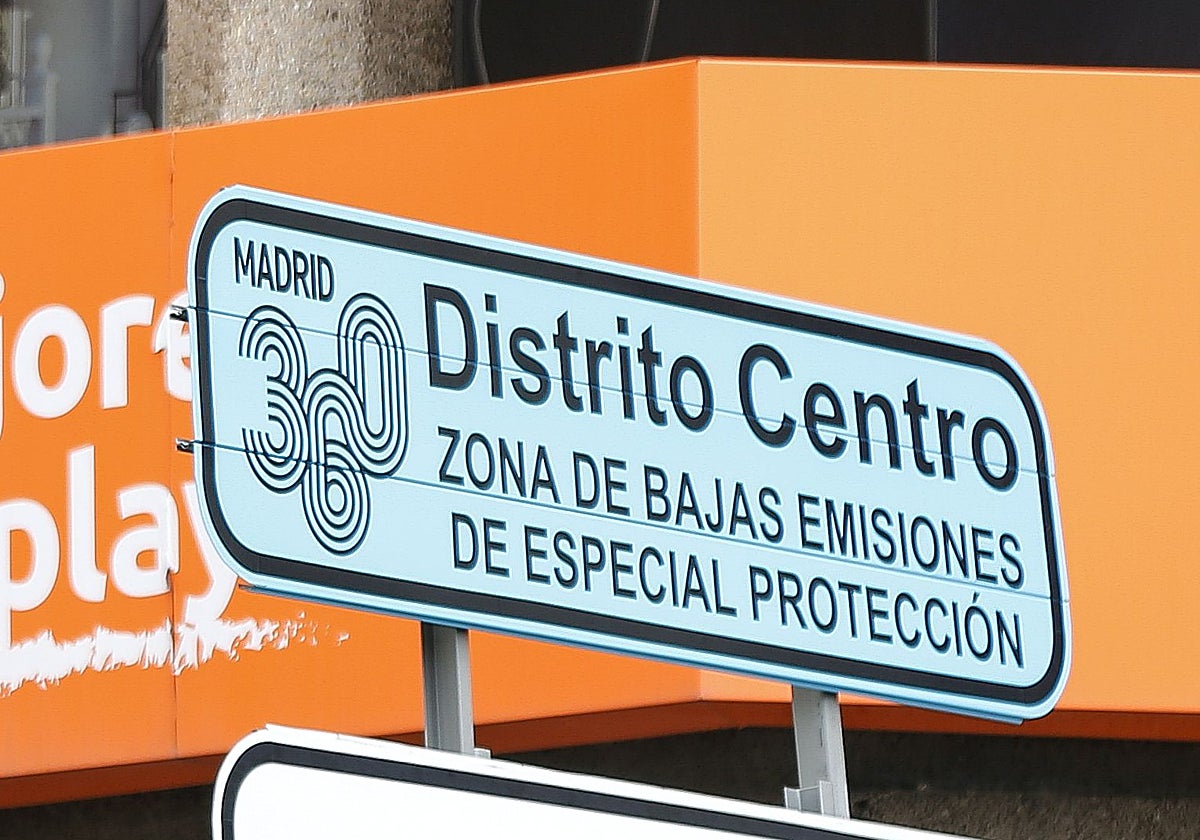 MADRID
360
Distrito Centro
ZONA DE BAJAS EMISIONES
DE ESPECIAL PROTECCIÓN
play